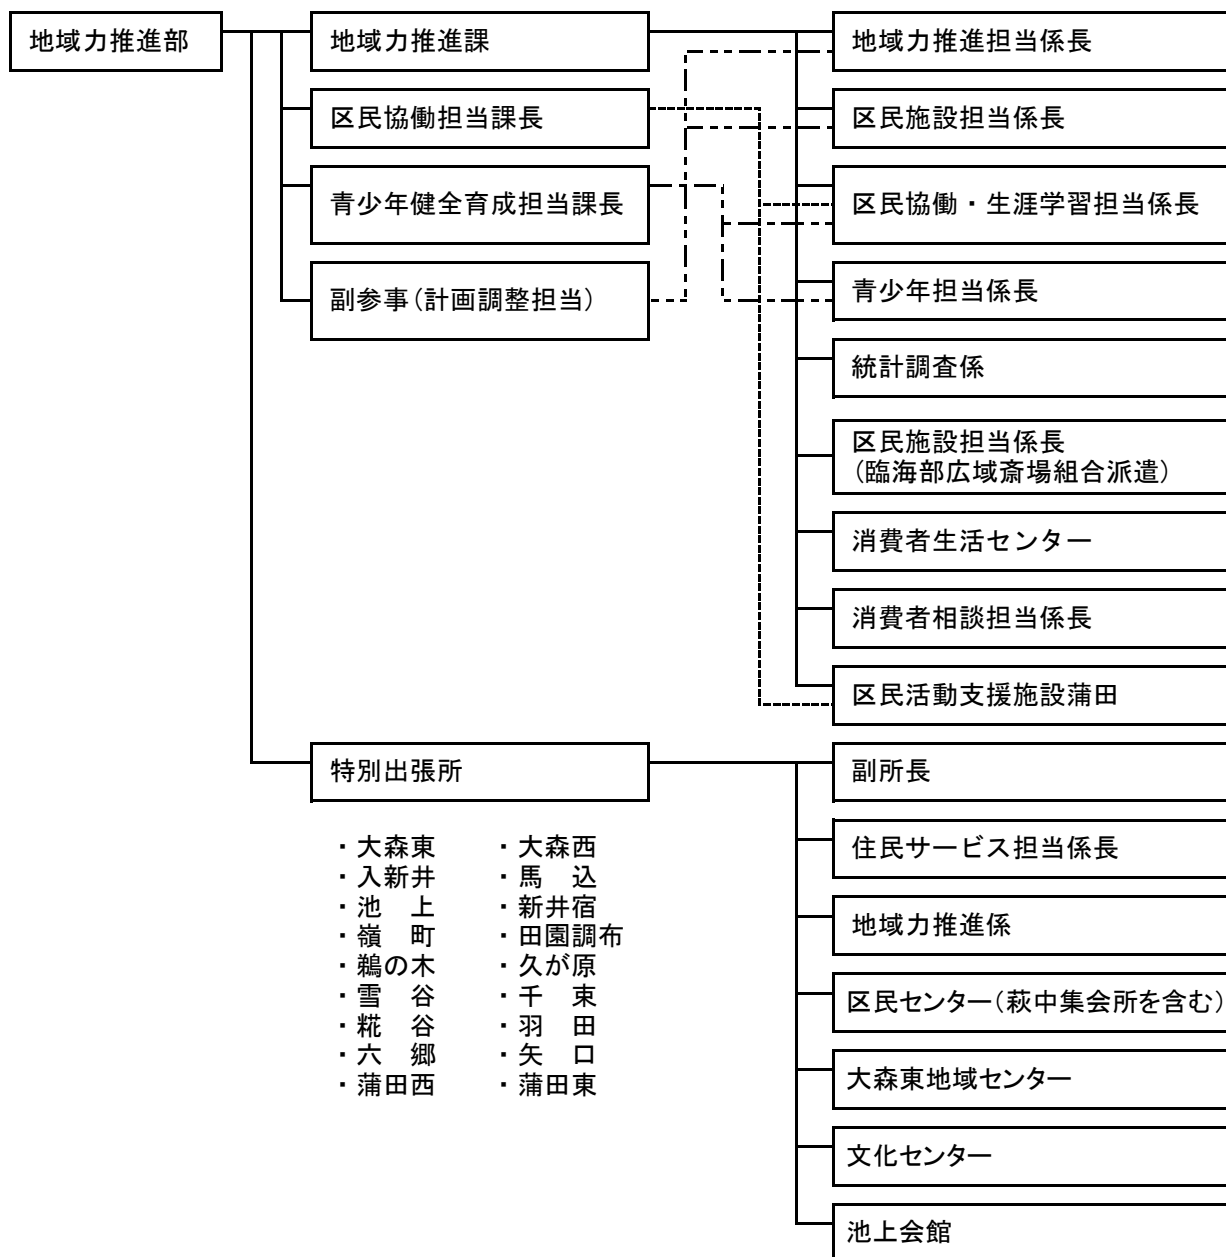 地域力推進部
地域力推進課
区民協働担当課長
青少年健全育成担当課長
副参事(計画調整担当)
地域力推進担当係長
区民施設担当係長
区民協働・生涯学習担当係長
青少年担当係長
統計調査係
区民施設担当係長
(臨海部広域斎場組合派遣)
消費者生活センター
消費者相談担当係長
区民活動支援施設蒲田
特別出張所
・大森東 ・大森西
・入新井 ・馬　込
・池　上 ・新井宿
・嶺　町 ・田園調布
・鵜の木 ・久が原
・雪　谷 ・千　束
・糀　谷 ・羽　田
・六　郷 ・矢　口
・蒲田西 ・蒲田東
副所長
住民サービス担当係長
地域力推進係
区民センター(萩中集会所を含む)
大森東地域センター
文化センター
池上会館